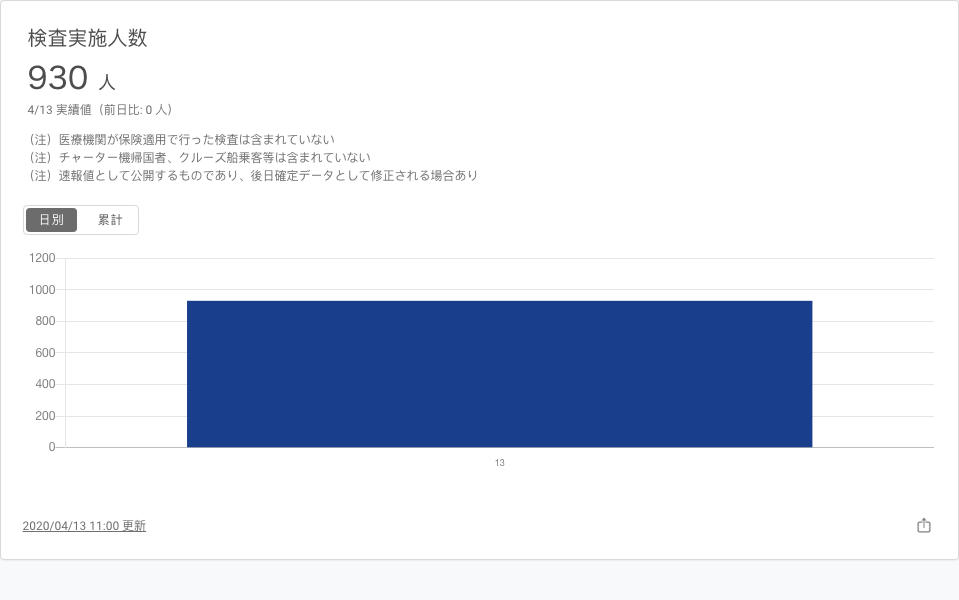 検査実施人数
930 人
4/13 実績値（前日比: 0 人）
（注）医療機関が保険適用で行った検査は含まれていない
（注）チャーター機帰国者、クルーズ船乗客等は含まれていない
（注）速報値として公開するものであり、後日確定データとして修正される場合あり
日別 累計
1200
1000
800
600
400
200
0
13
2020/04/13 11:00 更新